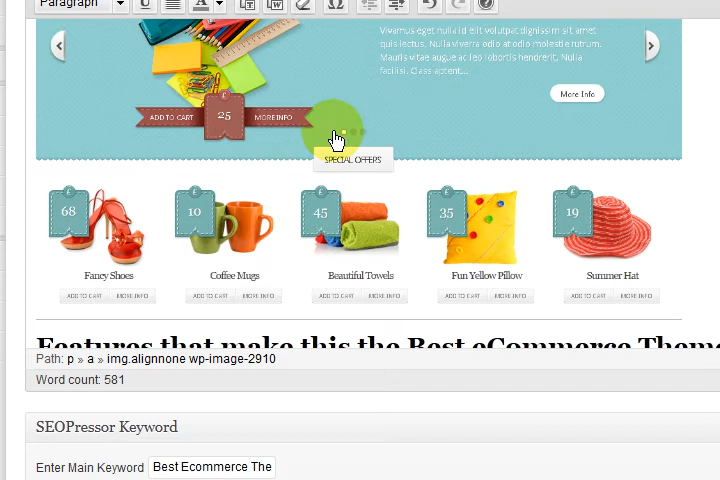 Paragraph
U A T W Ω
Vivamus eget nulla id elit volutpat dignissim sit amet
quis lectus. Nulla viverra odio at odio molestie rutrum.
Mauris vitae augue ac leo lobortis hendrerit. Nulla
facilisi. Class aptent...
More Info
£
ADD TO CART 25 MORE INFO
SPECIAL OFFERS
£ £ £ £ £
68 10 45 35 19
Fancy Shoes Coffee Mugs Beautiful Towels Fun Yellow Pillow Summer Hat
ADD TO CART MORE INFO ADD TO CART MORE INFO ADD TO CART MORE INFO ADD TO CART MORE INFO ADD TO CART MORE INFO
Features that make this the Best eCommerce Theme
Path: p » a » img.alignnone wp-image-2910
Word count: 581
SEOPressor Keyword
Enter Main Keyword Best Ecommerce The